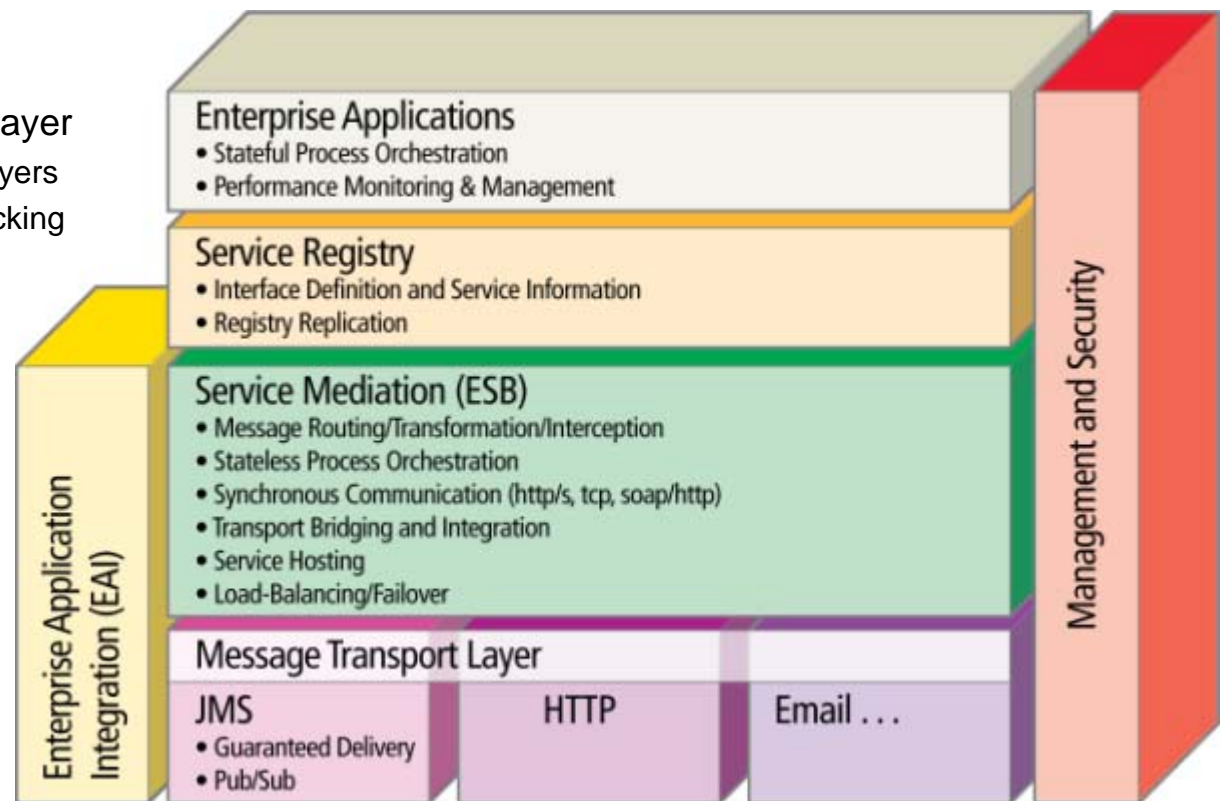 ayer
yers
cking
Enterprise Applications
• Stateful Process Orchestration
• Performance Monitoring & Management
Service Registry
• Interface Definition and Service Information
• Registry Replication
Service Mediation (ESB)
• Message Routing/Transformation/Interception
• Stateless Process Orchestration
• Synchronous Communication (http/s, tcp, soap/http)
• Transport Bridging and Integration
• Service Hosting
• Load-Balancing/Failover
Message Transport Layer
JMS
• Guaranteed Delivery
• Pub/Sub
HTTP
Email . . .
Enterprise Application
Integration (EAI)
Management and Security